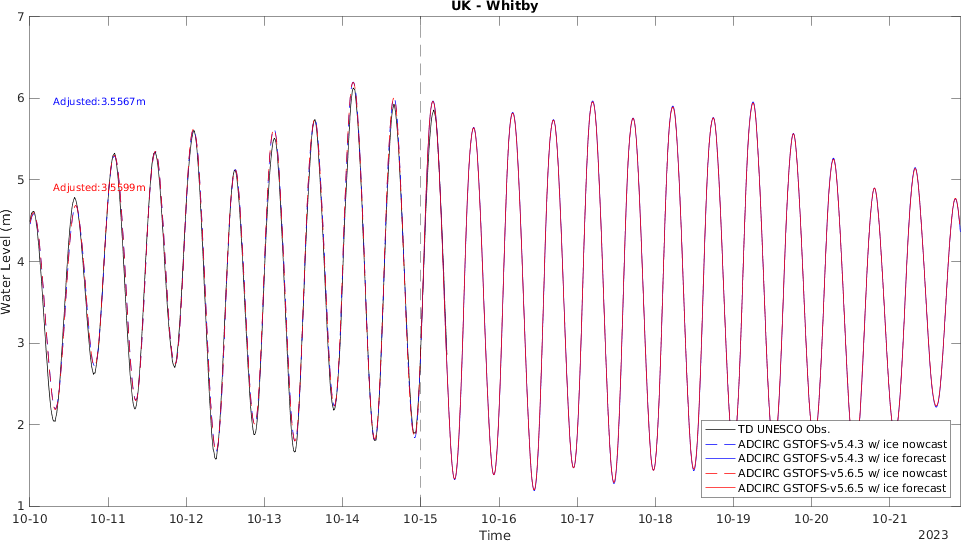 UK - Whitby
7
6
5
4
3
2
1
Water Level (m)
Adjusted:3.5567m
Adjusted:3.5599m
TD UNESCO Obs.
ADCIRC GSTOFS-v5.4.3 w/ ice nowcast
ADCIRC GSTOFS-v5.4.3 w/ ice forecast
ADCIRC GSTOFS-v5.6.5 w/ ice nowcast
ADCIRC GSTOFS-v5.6.5 w/ ice forecast
10-10 10-11 10-12 10-13 10-14 10-15 10-16 10-17 10-18 10-19 10-20 10-21
Time
2023